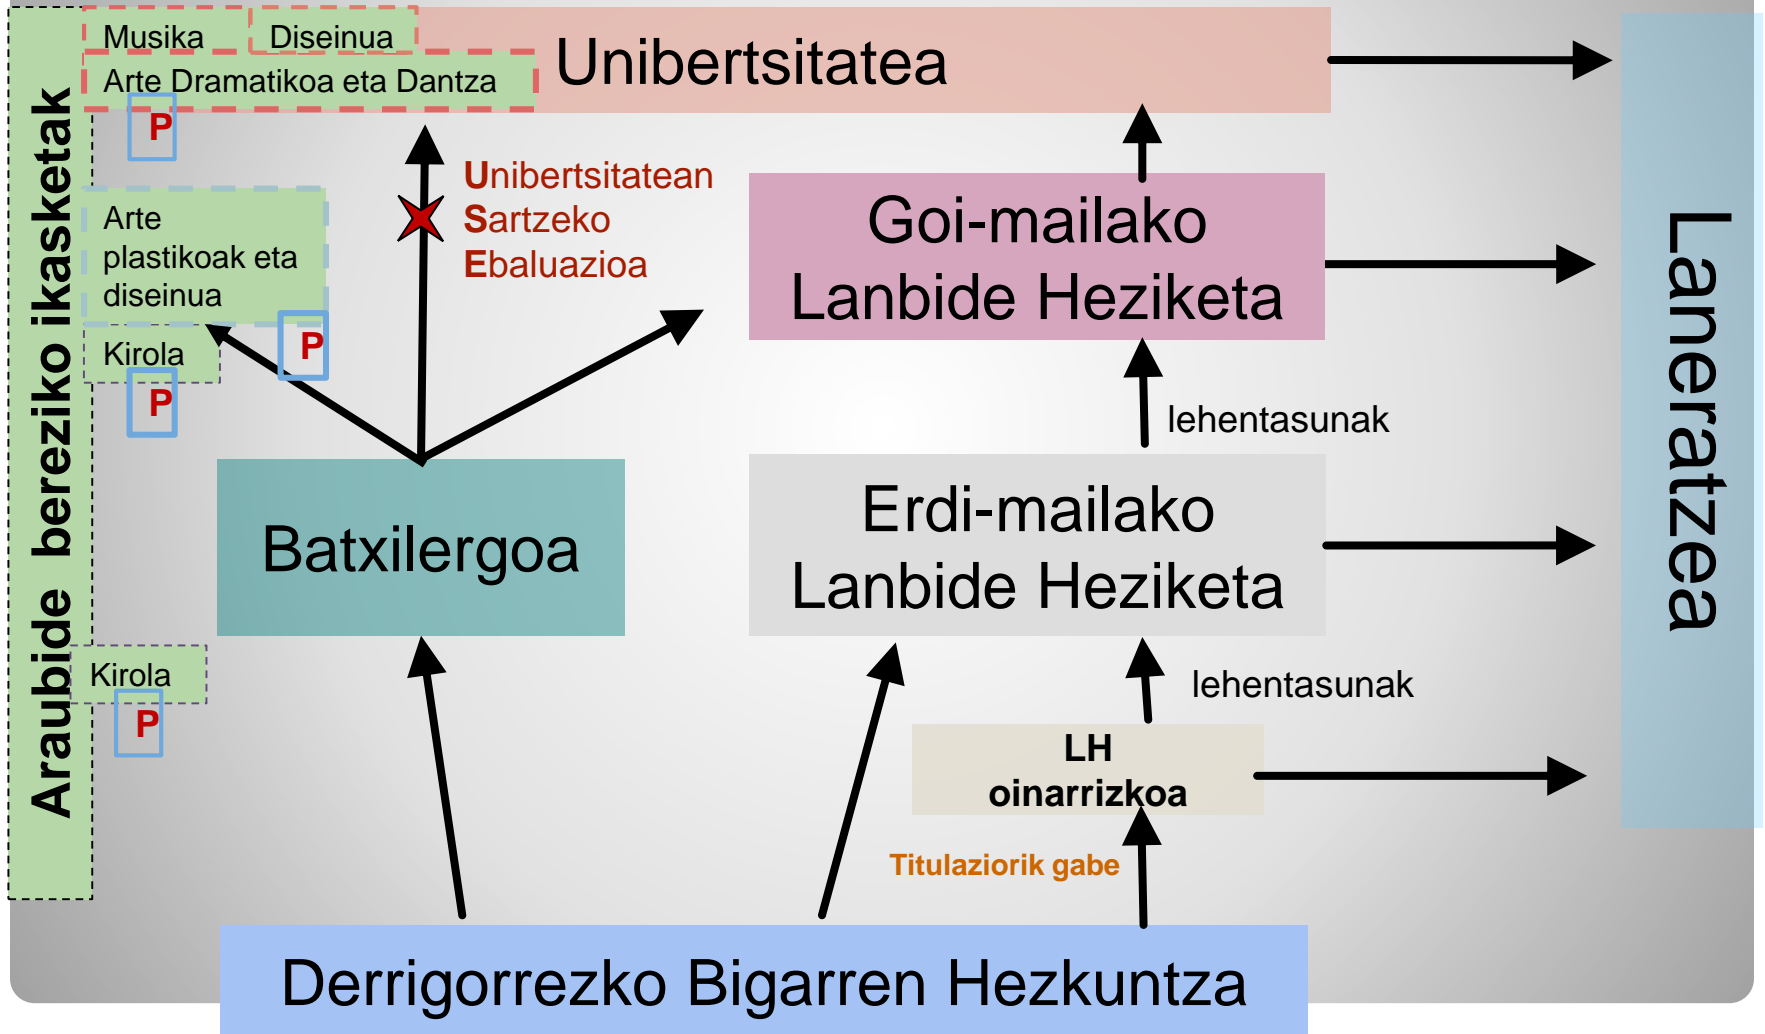 Musika
Diseinua
Arte Dramatikoa eta Dantza
Unibertsitatea
P
Unibertsitatean
Sartzeko
Ebaluazioa
Arte
plastikoak eta
diseinua
P
Kirola
P
Goi-mailako
Lanbide Heziketa
lehentasunak
Batxilergoa
Erdi-mailako
Lanbide Heziketa
Kirola
P
lehentasunak
LH
oinarrizkoa
Titulaziorik gabe
Derrigorrezko Bigarren Hezkuntza
Araubide bereziko ikasketak
Laneratzea